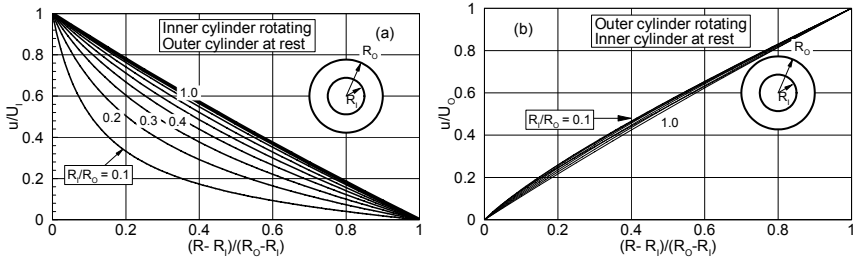 (a)
Inner cylinder rotating
Outer cylinder at rest
R_O
R_I
1.0
0.2
0.3
0.4
R_I/R_O = 0.1
u/U_I
1
0.8
0.6
0.4
0.2
0
0
0.2
0.4
0.6
0.8
1
(R- R_I)/(R_O-R_I)
(b)
Outer cylinder rotating
Inner cylinder at rest
R_O
R_I
R_I/R_O = 0.1
1.0
u/U_O
1
0.8
0.6
0.4
0.2
0
0
0.2
0.4
0.6
0.8
1
(R- R_I)/(R_O-R_I)